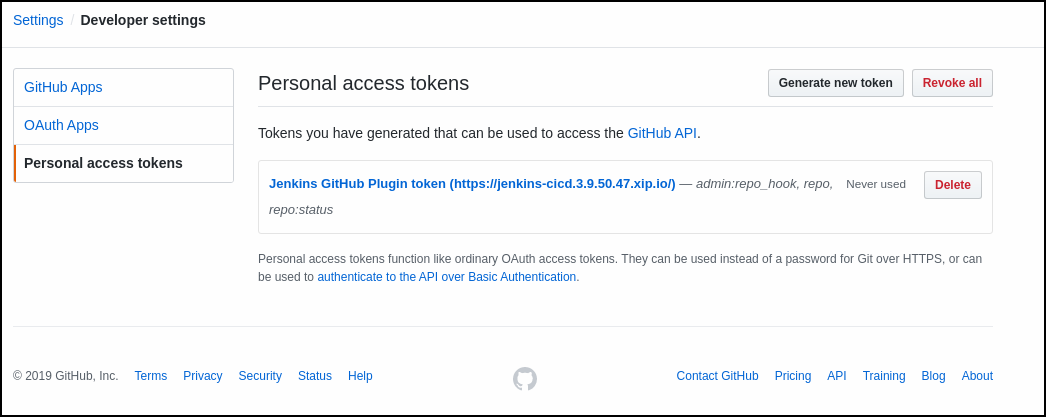 Settings / Developer settings
GitHub Apps
OAuth Apps
Personal access tokens
Personal access tokens
Generate new token
Revoke all
Tokens you have generated that can be used to access the GitHub API.
Jenkins GitHub Plugin token (https://jenkins-cicd.3.9.50.47.xip.io/) — admin:repo_hook, repo,
repo:status
Never used
Delete
Personal access tokens function like ordinary OAuth access tokens. They can be used instead of a password for Git over HTTPS, or can
be used to authenticate to the API over Basic Authentication.
© 2019 GitHub, Inc. Terms Privacy Security Status Help
Contact GitHub Pricing API Training Blog About